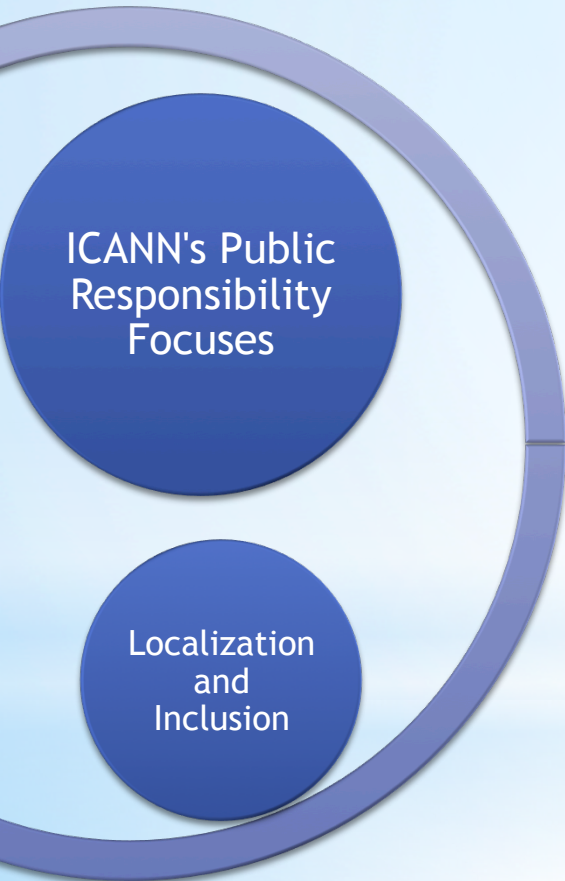 ICANN's Public
Responsibility
Focuses
Localization
and
Inclusion